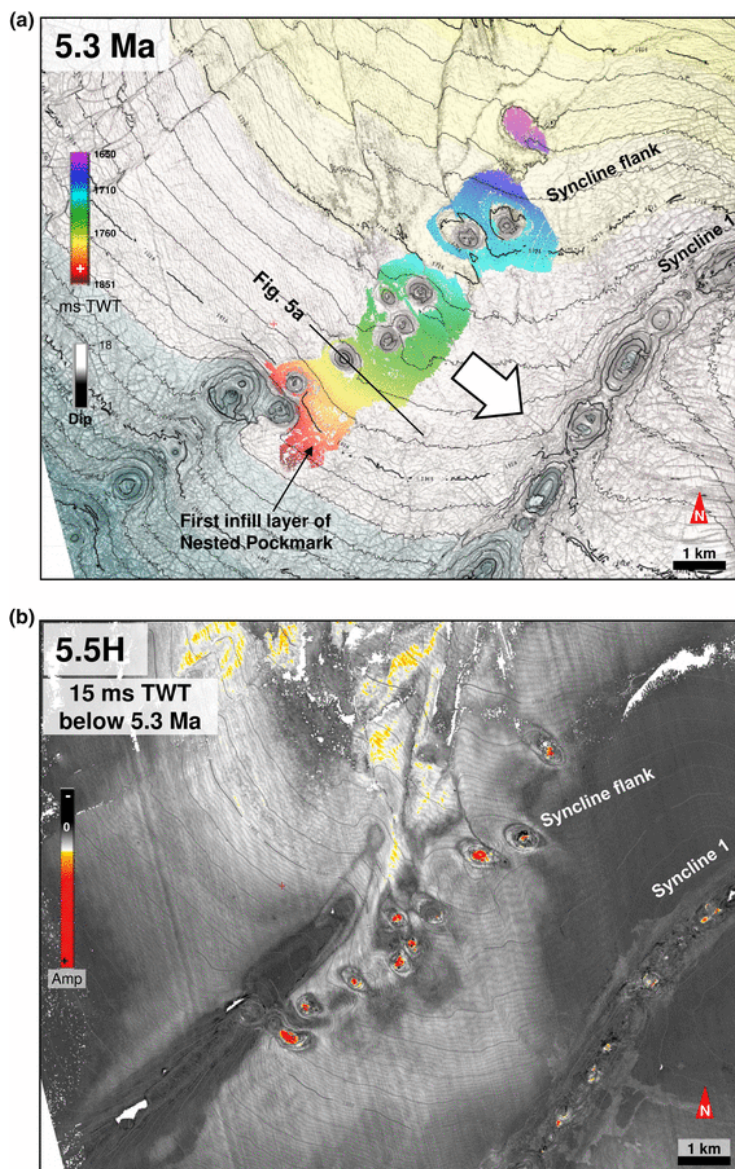 (a)
5.3 Ma
1650
1710
1760
1851
ms TWT
18
Dip
Fig. 5a
Syncline flank
Syncline 1
First infill layer of
Nested Pockmark
N
1 km
(b)
5.5H
15 ms TWT
below 5.3 Ma
-
0
+
Amp
Syncline flank
Syncline 1
N
1 km